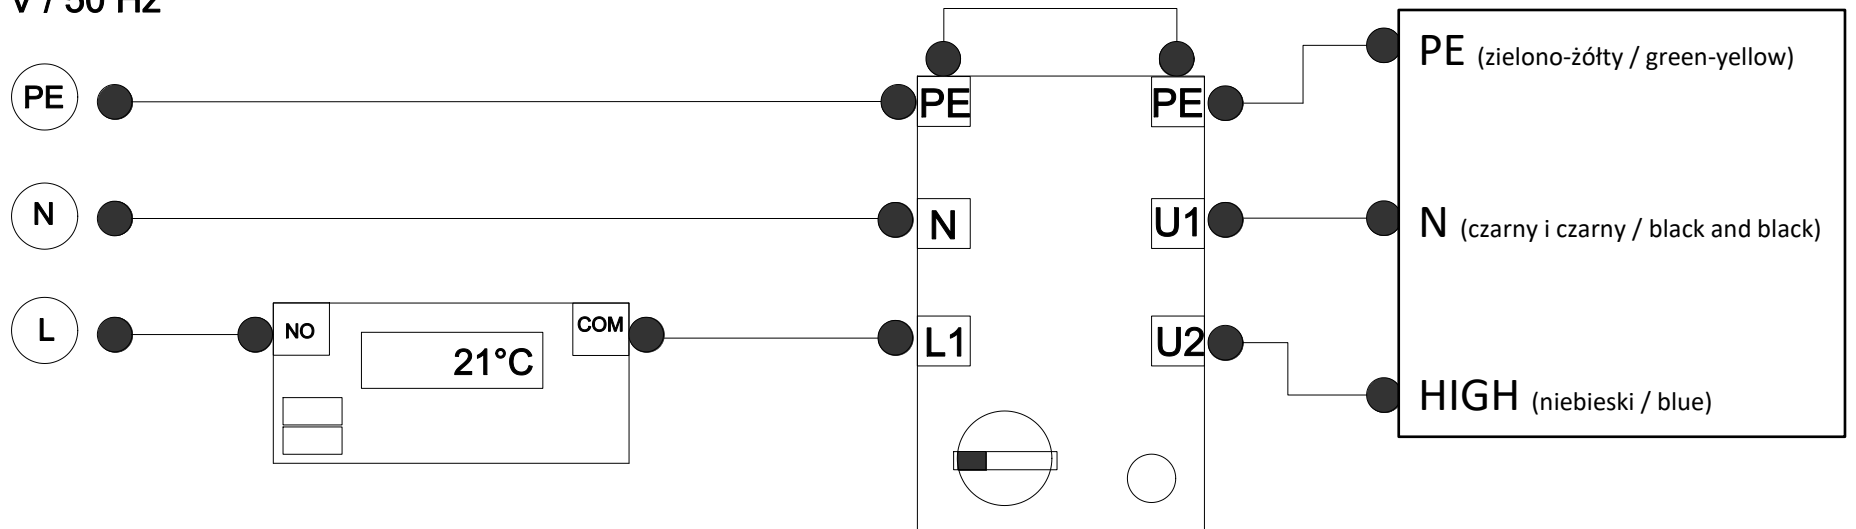 V / 50 Hz
PE
N
L
NO
COM
21°C
PE
N
L1
PE
U1
U2
PE (zielono-żółty / green-yellow)
N (czarny i czarny / black and black)
HIGH (niebieski / blue)